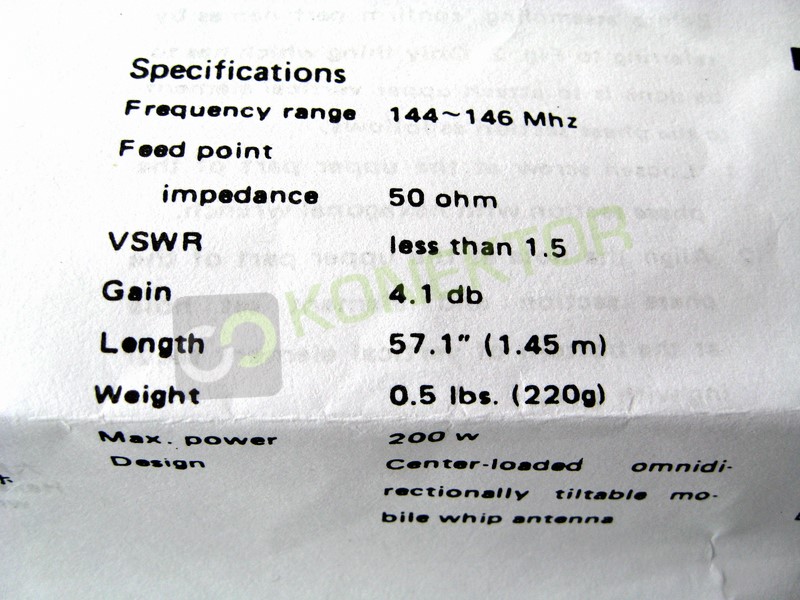 Specifications
Frequency range 144~146 Mhz
Feed point
impedance 50 ohm
VSWR less than 1.5
Gain 4.1 db
Length 57.1" (1.45 m)
Weight 0.5 lbs. (220g)
Max. power 200 w
Design Center-loaded omnidi-
rectionally tiltable mo-
bile whip antenna
KONEKTOR